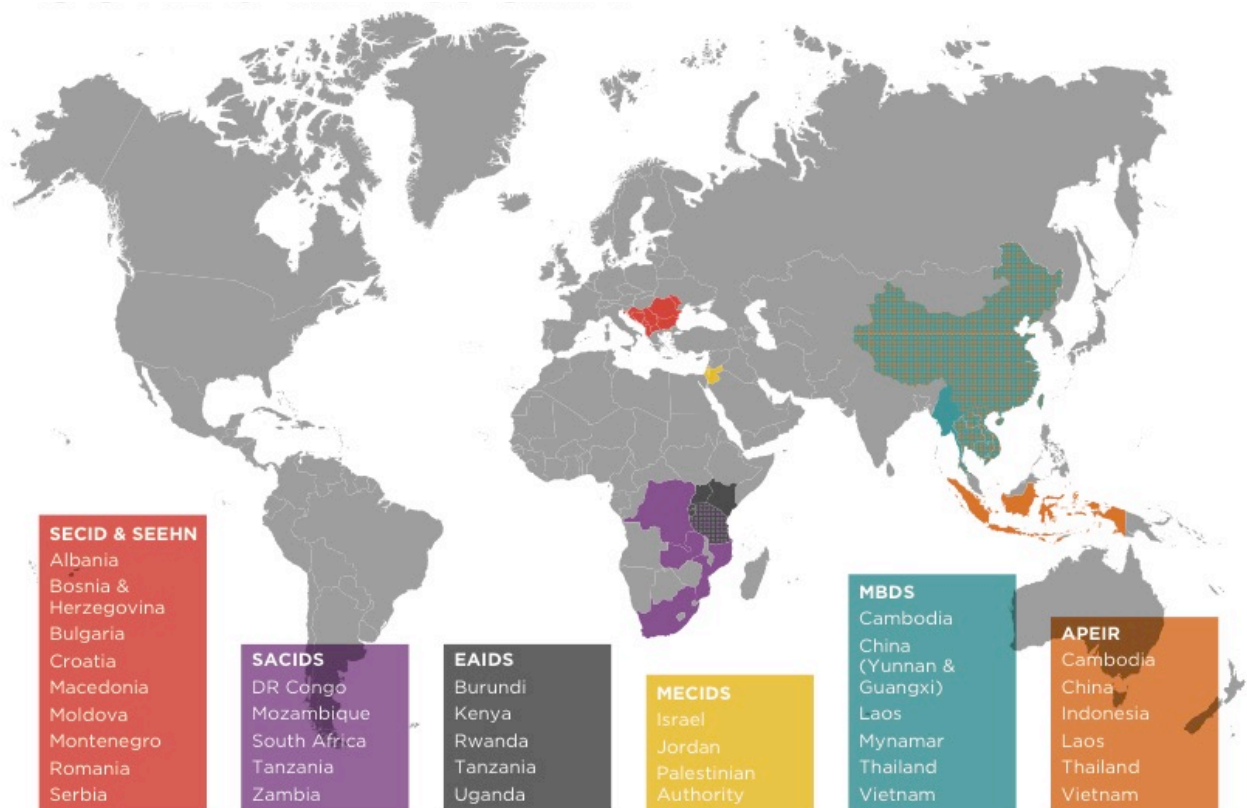 SECID & SEEHN
Albania
Bosnia &
Herzegovina
Bulgaria
Croatia
Macedonia
Moldova
Montenegro
Romania
Serbia
SACIDS
DR Congo
Mozambique
South Africa
Tanzania
Zambia
EAIDS
Burundi
Kenya
Rwanda
Tanzania
Uganda
MECIDS
Israel
Jordan
Palestinian
Authority
MBDS
Cambodia
China
(Yunnan &
Guangxi)
Laos
Mynamar
Thailand
Vietnam
APEIR
Cambodia
China
Indonesia
Laos
Thailand
Vietnam